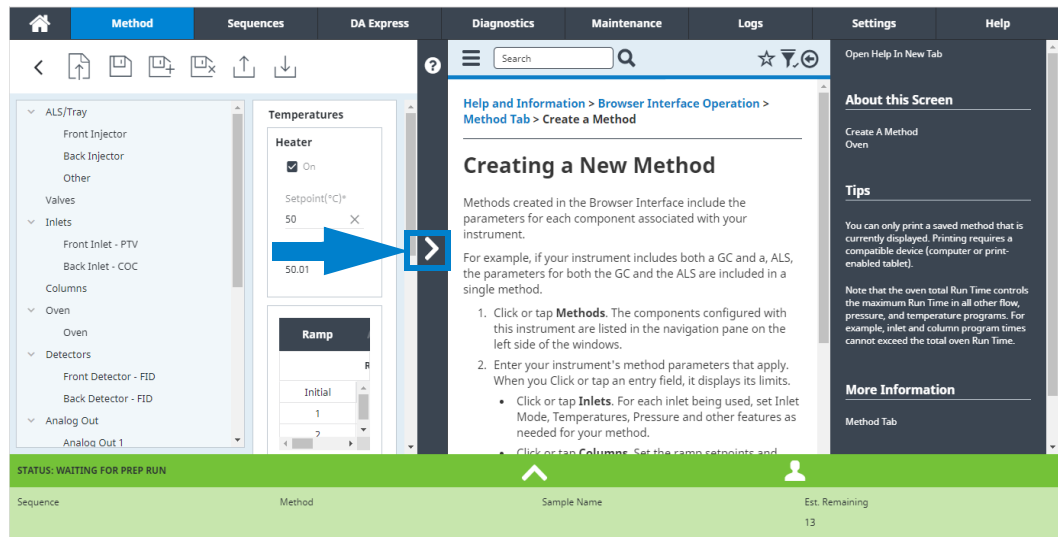 Method Sequences DA Express Diagnostics Maintenance Logs Settings Help
ALS/Tray
Front Injector
Back Injector
Other
Valves
Inlets
Front Inlet - PTV
Back Inlet - COC
Columns
Oven
Oven
Detectors
Front Detector - FID
Back Detector - FID
Analog Out
Analog Out 1
Temperatures
Heater
On
Setpoint(°C)*
50
50.01
Ramp
R
Initial
1
2
?
Search
Help and Information > Browser Interface Operation >
Method Tab > Create a Method
Creating a New Method
Methods created in the Browser Interface include the
parameters for each component associated with your
instrument.
For example, if your instrument includes both a GC and a, ALS,
the parameters for both the GC and the ALS are included in a
single method.
1. Click or tap Methods. The components configured with
this instrument are listed in the navigation pane on the
left side of the windows.
2. Enter your instrument's method parameters that apply.
When you Click or tap an entry field, it displays its limits.
• Click or tap Inlets. For each inlet being used, set Inlet
Mode, Temperatures, Pressure and other features as
needed for your method.
• Click or tap Columns. Set the ramp setpoints and
Open Help In New Tab
About this Screen
Create A Method
Oven
Tips
You can only print a saved method that is
currently displayed. Printing requires a
compatible device (computer or print-
enabled tablet).
Note that the oven total Run Time controls
the maximum Run Time in all other flow,
pressure, and temperature programs. For
example, inlet and column program times
cannot exceed the total oven Run Time.
More Information
Method Tab
STATUS: WAITING FOR PREP RUN
Sequence Method Sample Name Est. Remaining
13